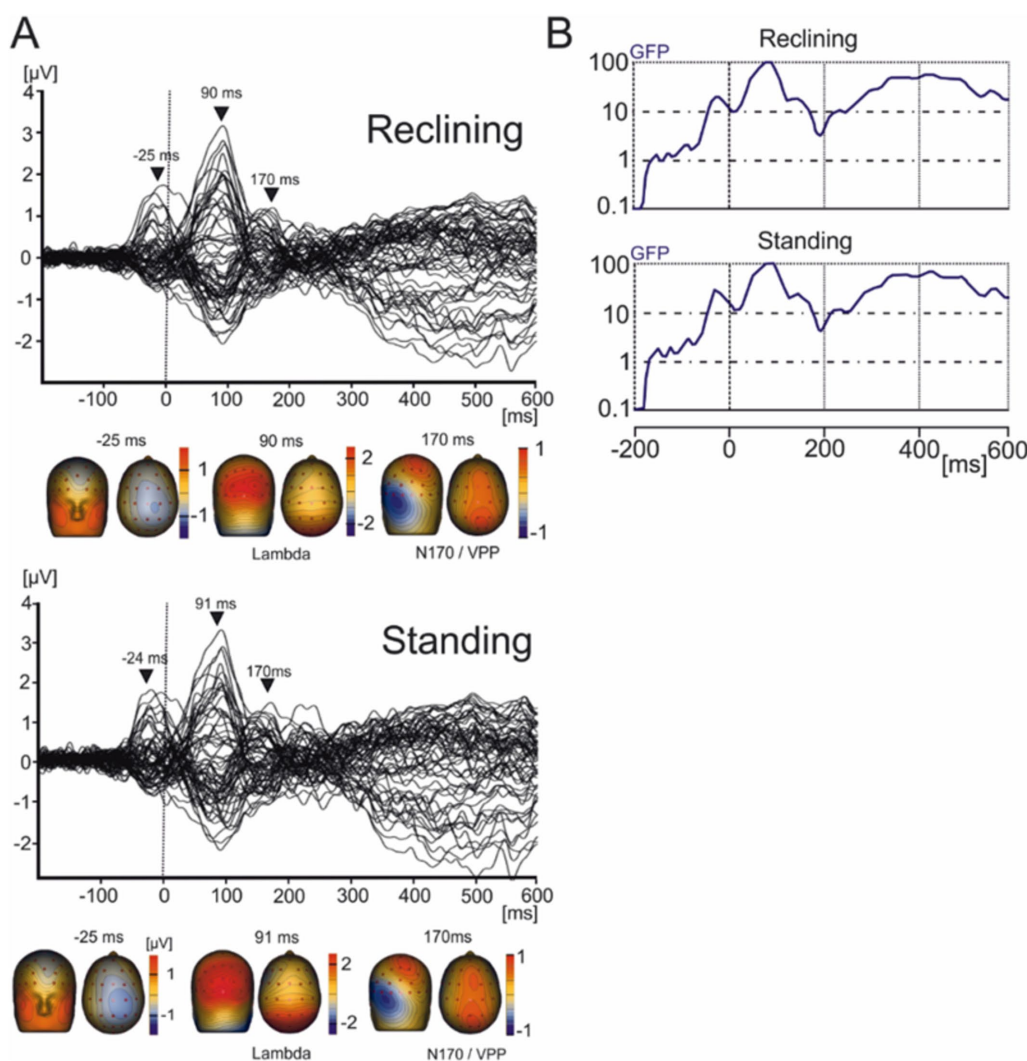 A
[µV]
4
3
2
1
0
-1
-2
Reclining
-25 ms
90 ms
170 ms
-100 0 100 200 300 400 500 600
[ms]
-25 ms 90 ms 170 ms
1
-1
2
-2
1
-1
Lambda N170 / VPP
[µV]
4
3
2
1
0
-1
-2
Standing
-24 ms
91 ms
170ms
-100 0 100 200 300 400 500 600
[ms]
-25 ms [µV] 91 ms 170ms
1
-1
2
-2
1
-1
Lambda N170 / VPP
B
Reclining
GFP
100
10
1
0.1
Standing
GFP
100
10
1
0.1
-200 0 200 400 600
[ms]